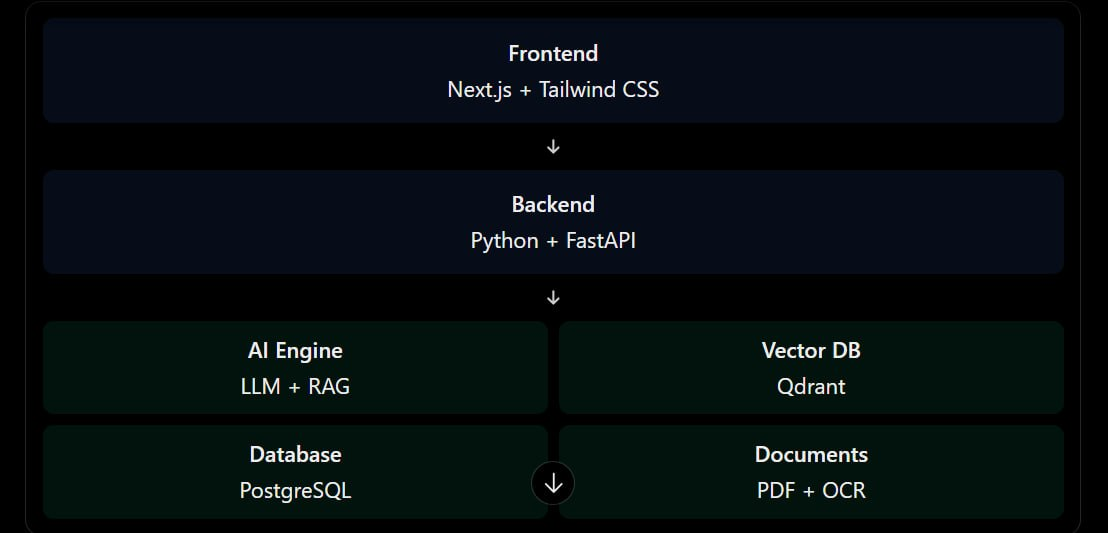 Frontend
Next.js + Tailwind CSS
↓
Backend
Python + FastAPI
↓
AI Engine
LLM + RAG
Vector DB
Qdrant
Database
PostgreSQL
Documents
PDF + OCR